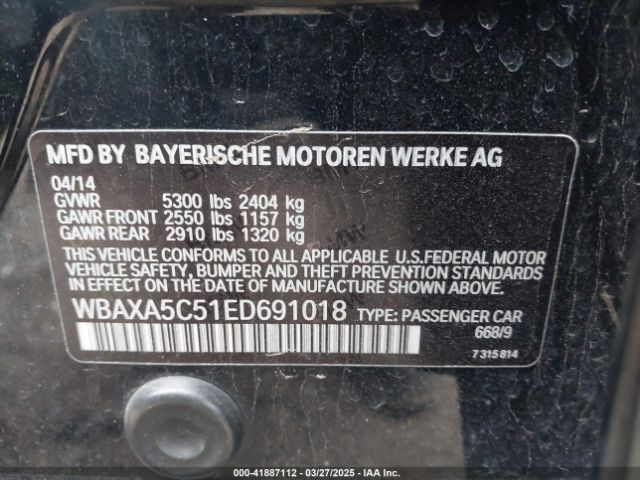 MFD BY BAYERISCHE MOTOREN WERKE AG
04/14
GVWR 5300 lbs 2404 kg
GAWR FRONT 2550 lbs 1157 kg
GAWR REAR 2910 lbs 1320 kg
THIS VEHICLE CONFORMS TO ALL APPLICABLE U.S.FEDERAL MOTOR
VEHICLE SAFETY, BUMPER AND THEFT PREVENTION STANDARDS
IN EFFECT ON THE DATE OF MANUFACTURE SHOWN ABOVE.
WBAXA5C51ED691018 TYPE: PASSENGER CAR
668/9
7 315 814
000-41887112 — 03/27/2025 — IAA Inc.